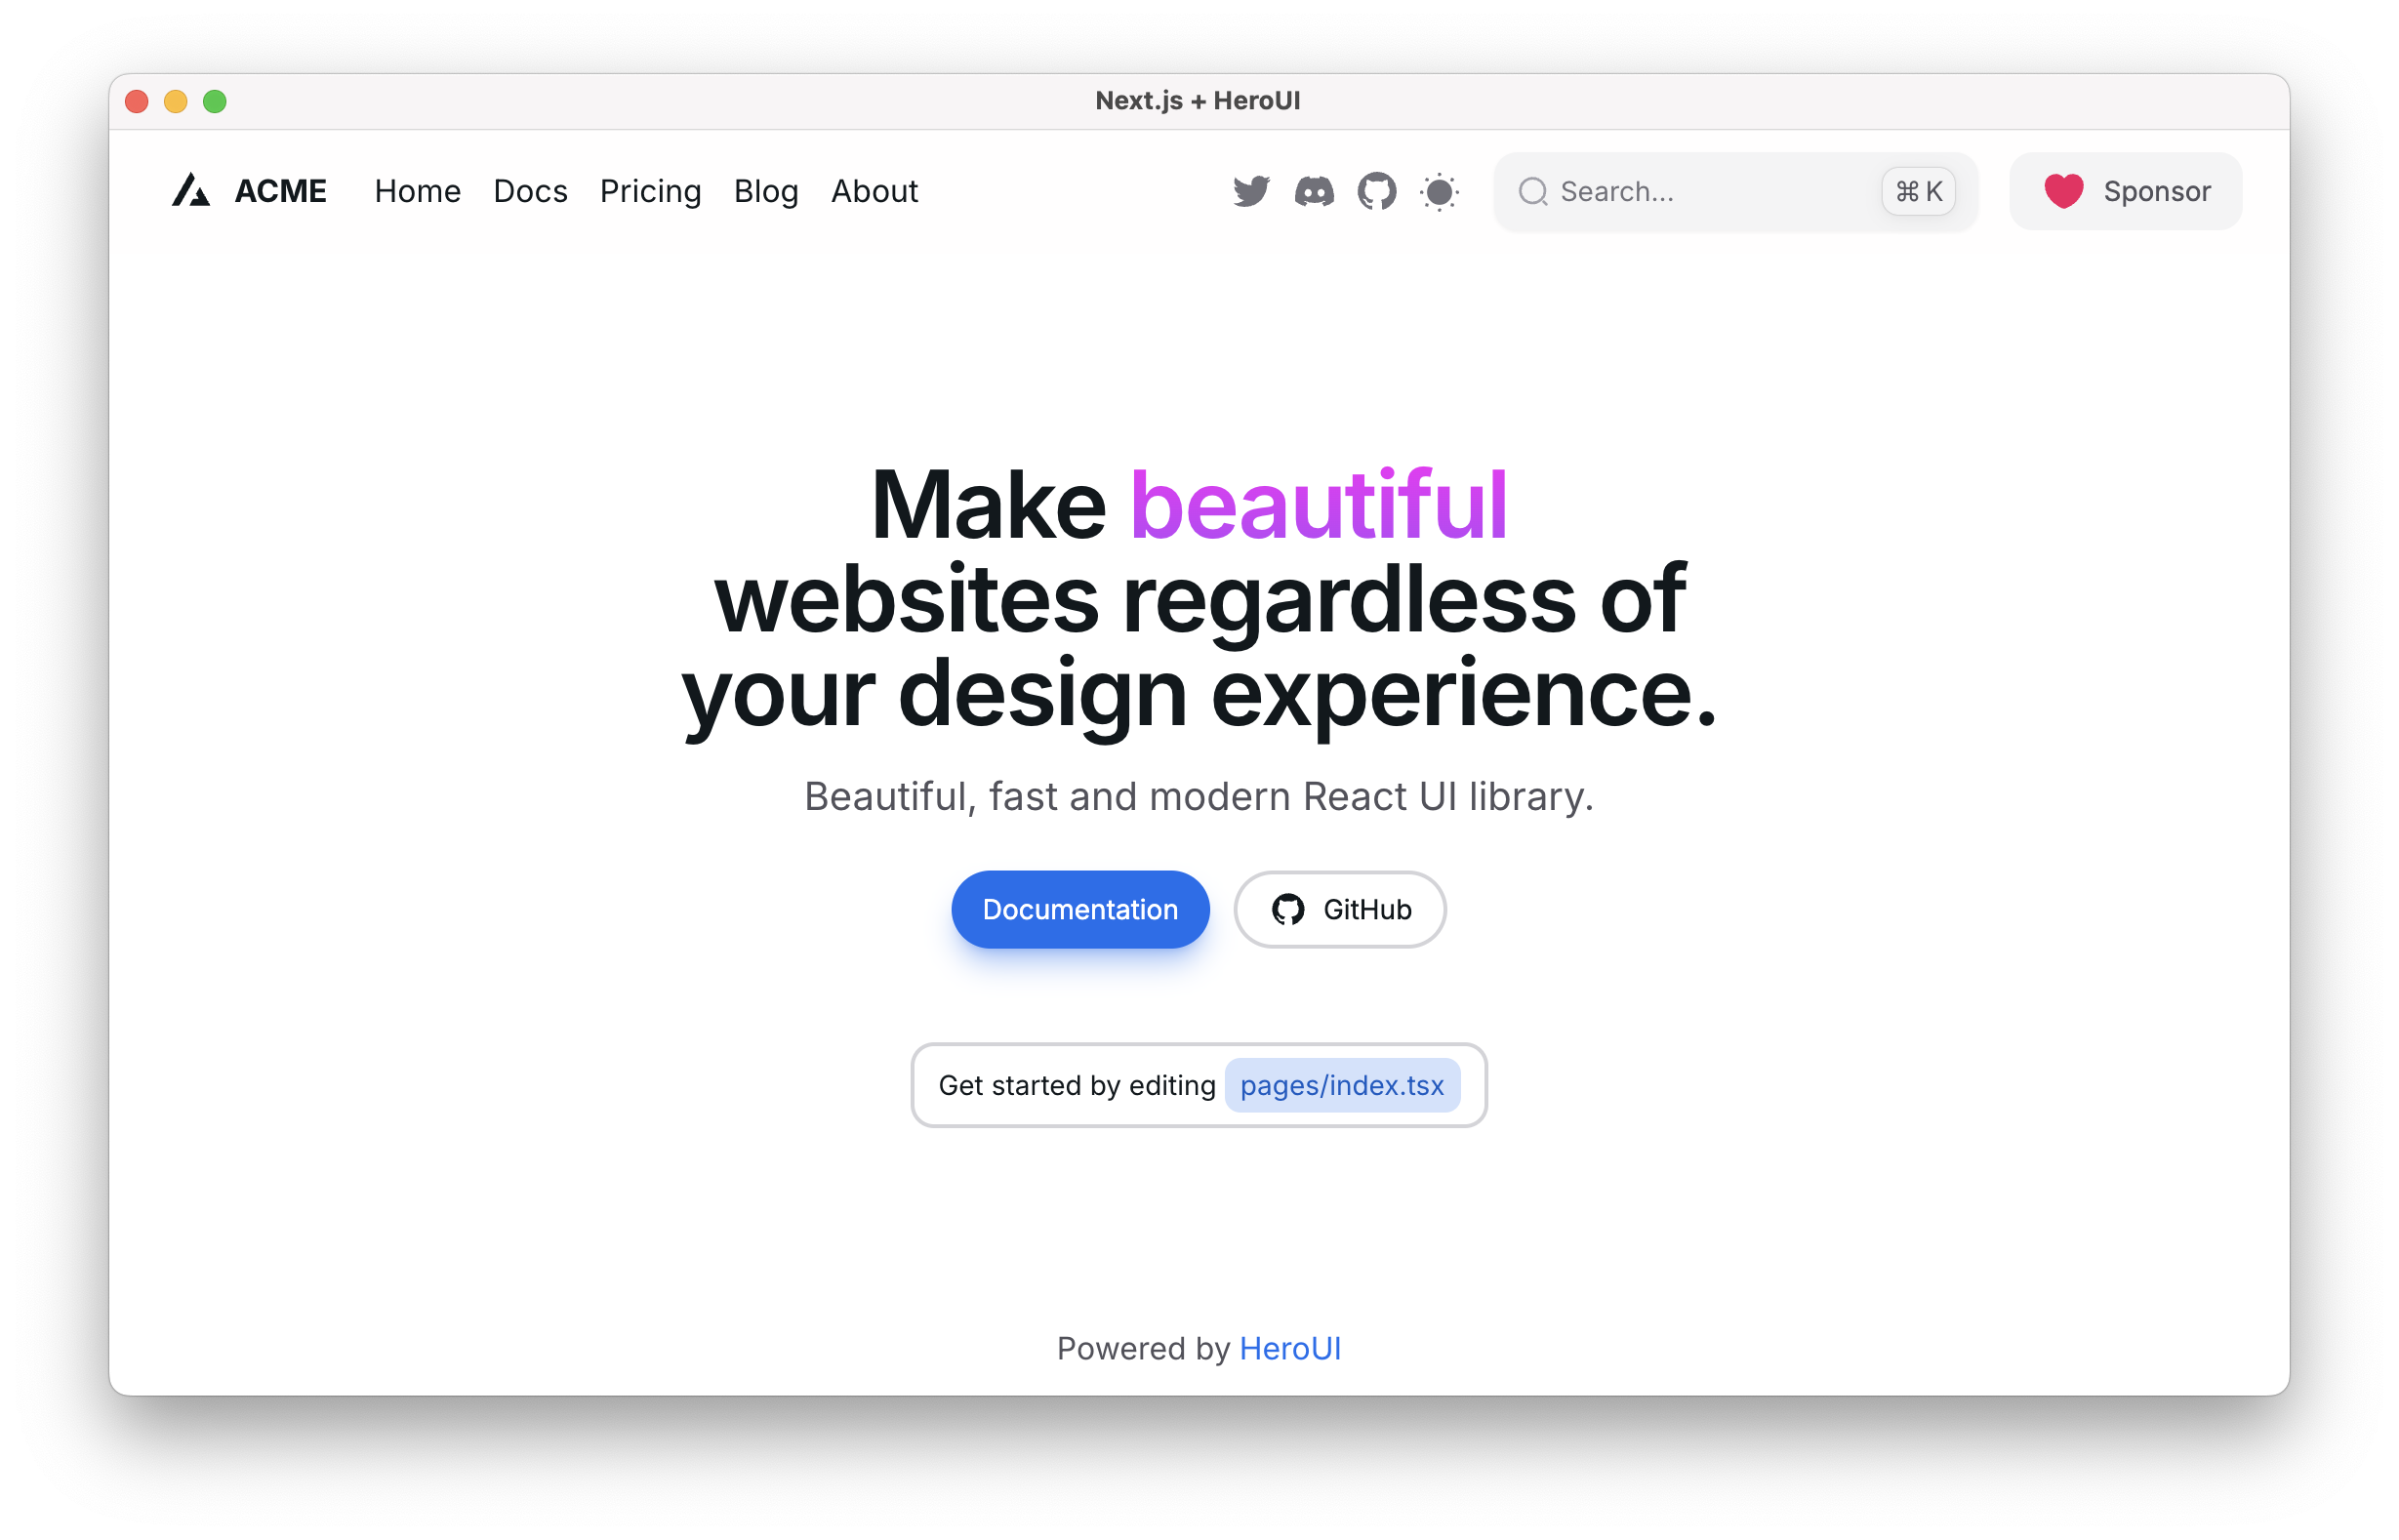 Next.js + HeroUI
ACME Home Docs Pricing Blog About Search... ⌘K Sponsor
Make beautiful
websites regardless of
your design experience.
Beautiful, fast and modern React UI library.
Documentation GitHub
Get started by editing pages/index.tsx
Powered by HeroUI